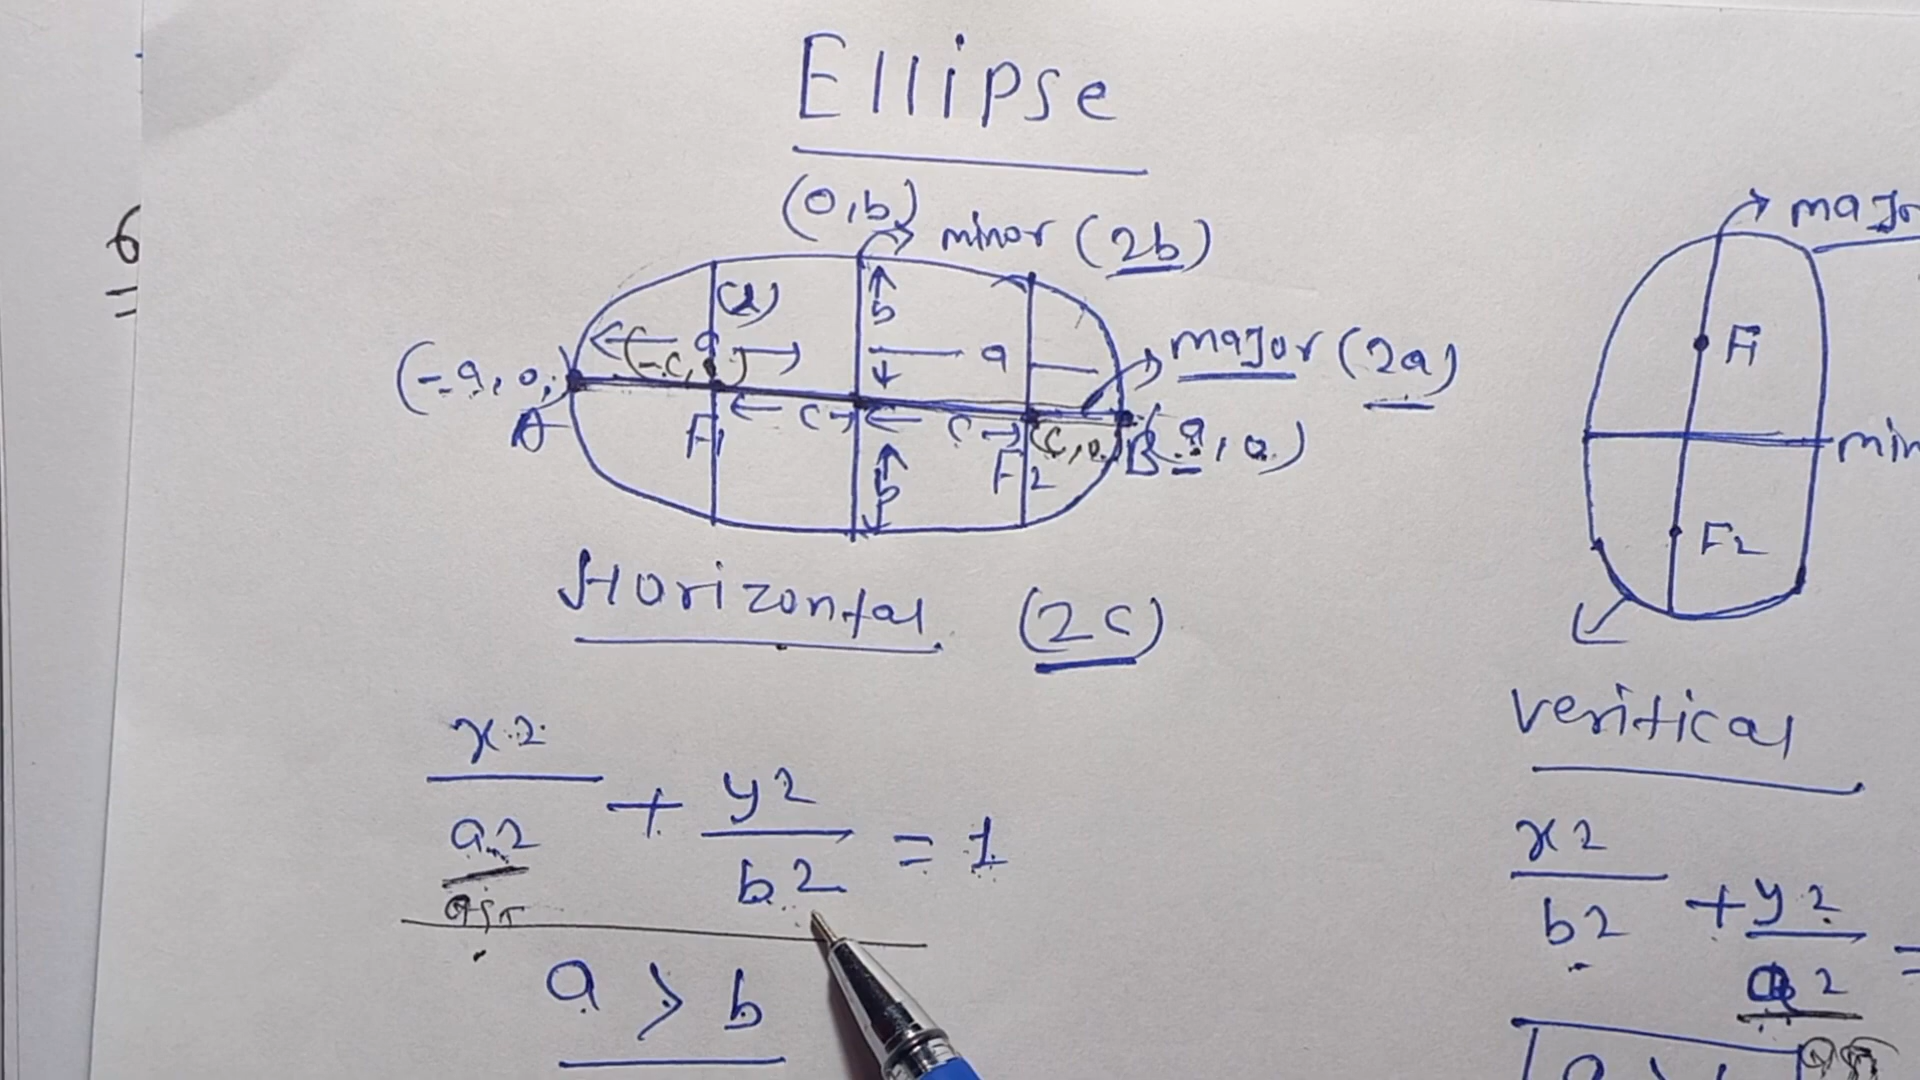 Ellipse
(0,b)
minor (2b)
major
6
b
(-a, 0,
(-c,
a
major (2a)
F1
A
F1
c
c
(c,0)
B(a, 0)
min
b
F2
F2
Horizontal (2c)
veritical
x2
a2
+
y2
b2
= 1
x2
b2
+
y2
a2
=
a > b